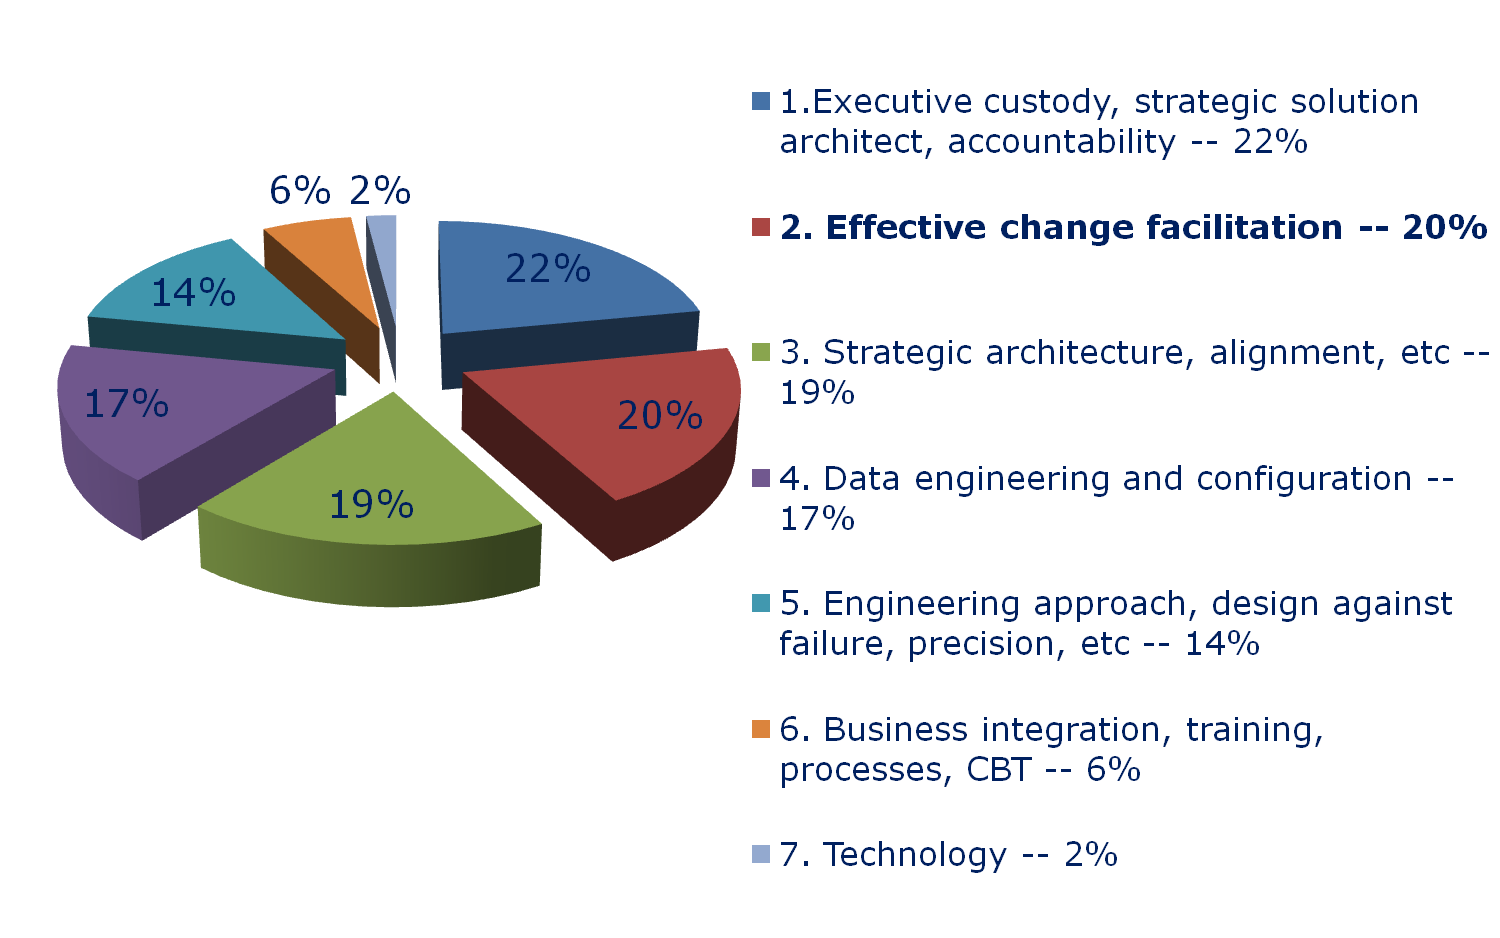 6% 2%
22%
14%
17%
20%
19%
1.Executive custody, strategic solution
architect, accountability -- 22%
2. Effective change facilitation -- 20%
3. Strategic architecture, alignment, etc --
19%
4. Data engineering and configuration --
17%
5. Engineering approach, design against
failure, precision, etc -- 14%
6. Business integration, training,
processes, CBT -- 6%
7. Technology -- 2%